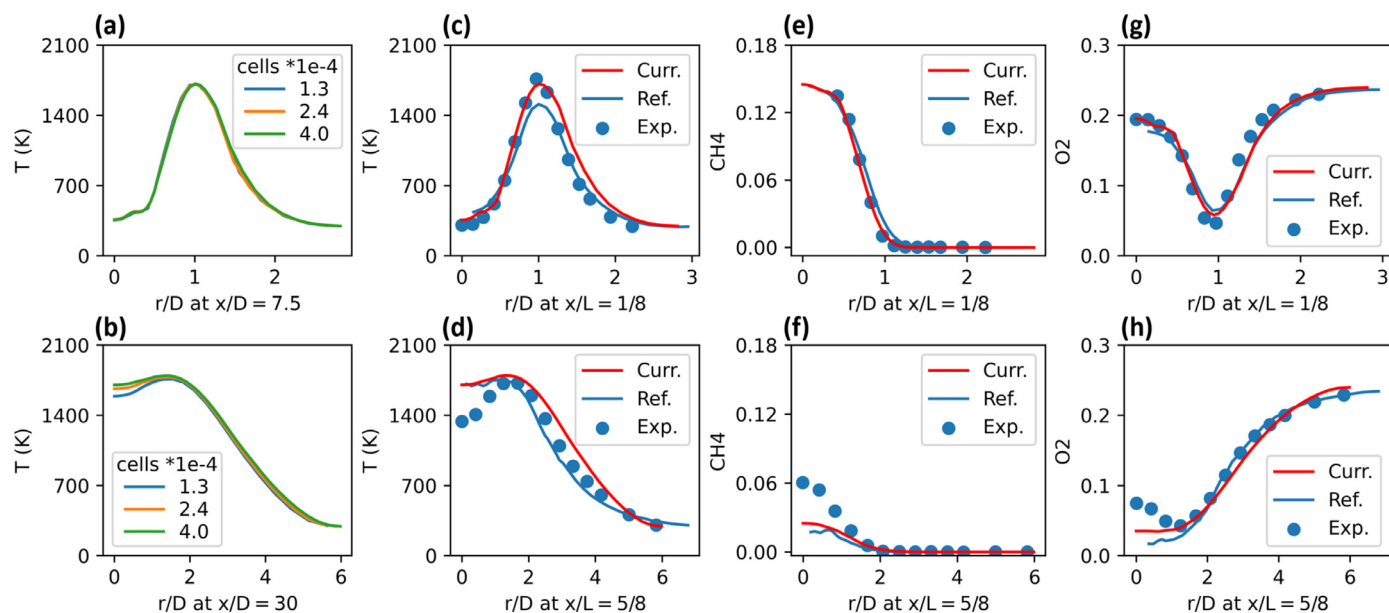 (a)
2100
1400
700
0
T (K)
cells *1e-4
1.3
2.4
4.0
0 1 2
r/D at x/D = 7.5
(c)
2100
1400
700
0
T (K)
Curr.
Ref.
Exp.
0 1 2 3
r/D at x/L = 1/8
(e)
0.18
0.12
0.06
0.00
CH4
Curr.
Ref.
Exp.
0 1 2
r/D at x/L = 1/8
(g)
0.3
0.2
0.1
0.0
O2
Curr.
Ref.
Exp.
0 1 2 3
r/D at x/L = 1/8
(b)
2100
1400
700
0
T (K)
cells *1e-4
1.3
2.4
4.0
0 2 4 6
r/D at x/D = 30
(d)
2100
1400
700
0
T (K)
Curr.
Ref.
Exp.
0 2 4 6
r/D at x/L = 5/8
(f)
0.18
0.12
0.06
0.00
CH4
Curr.
Ref.
Exp.
0 2 4 6
r/D at x/L = 5/8
(h)
0.3
0.2
0.1
0.0
O2
Curr.
Ref.
Exp.
0 2 4 6
r/D at x/L = 5/8